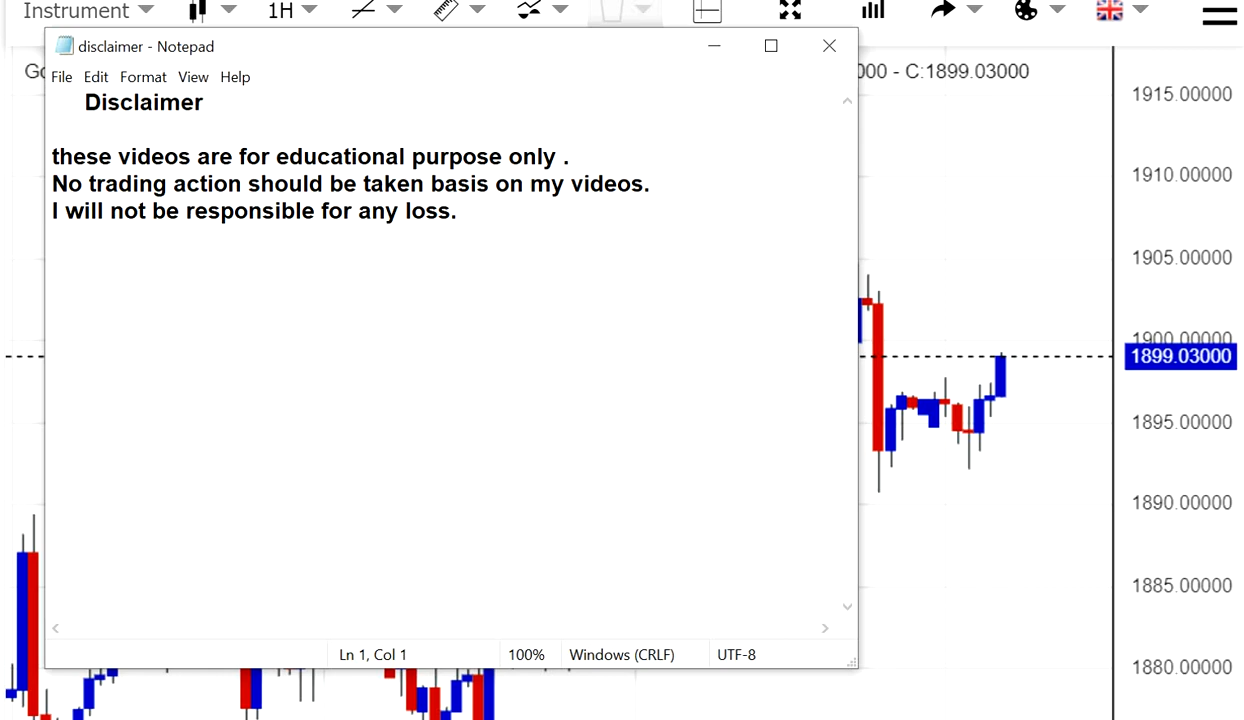 Instrument 1H
disclaimer - Notepad
Go
000 - C:1899.03000
File Edit Format View Help
Disclaimer
these videos are for educational purpose only .
No trading action should be taken basis on my videos.
I will not be responsible for any loss.
1915.00000
1910.00000
1905.00000
1900.00000
1899.03000
1895.00000
1890.00000
1885.00000
1880.00000
Ln 1, Col 1 100% Windows (CRLF) UTF-8